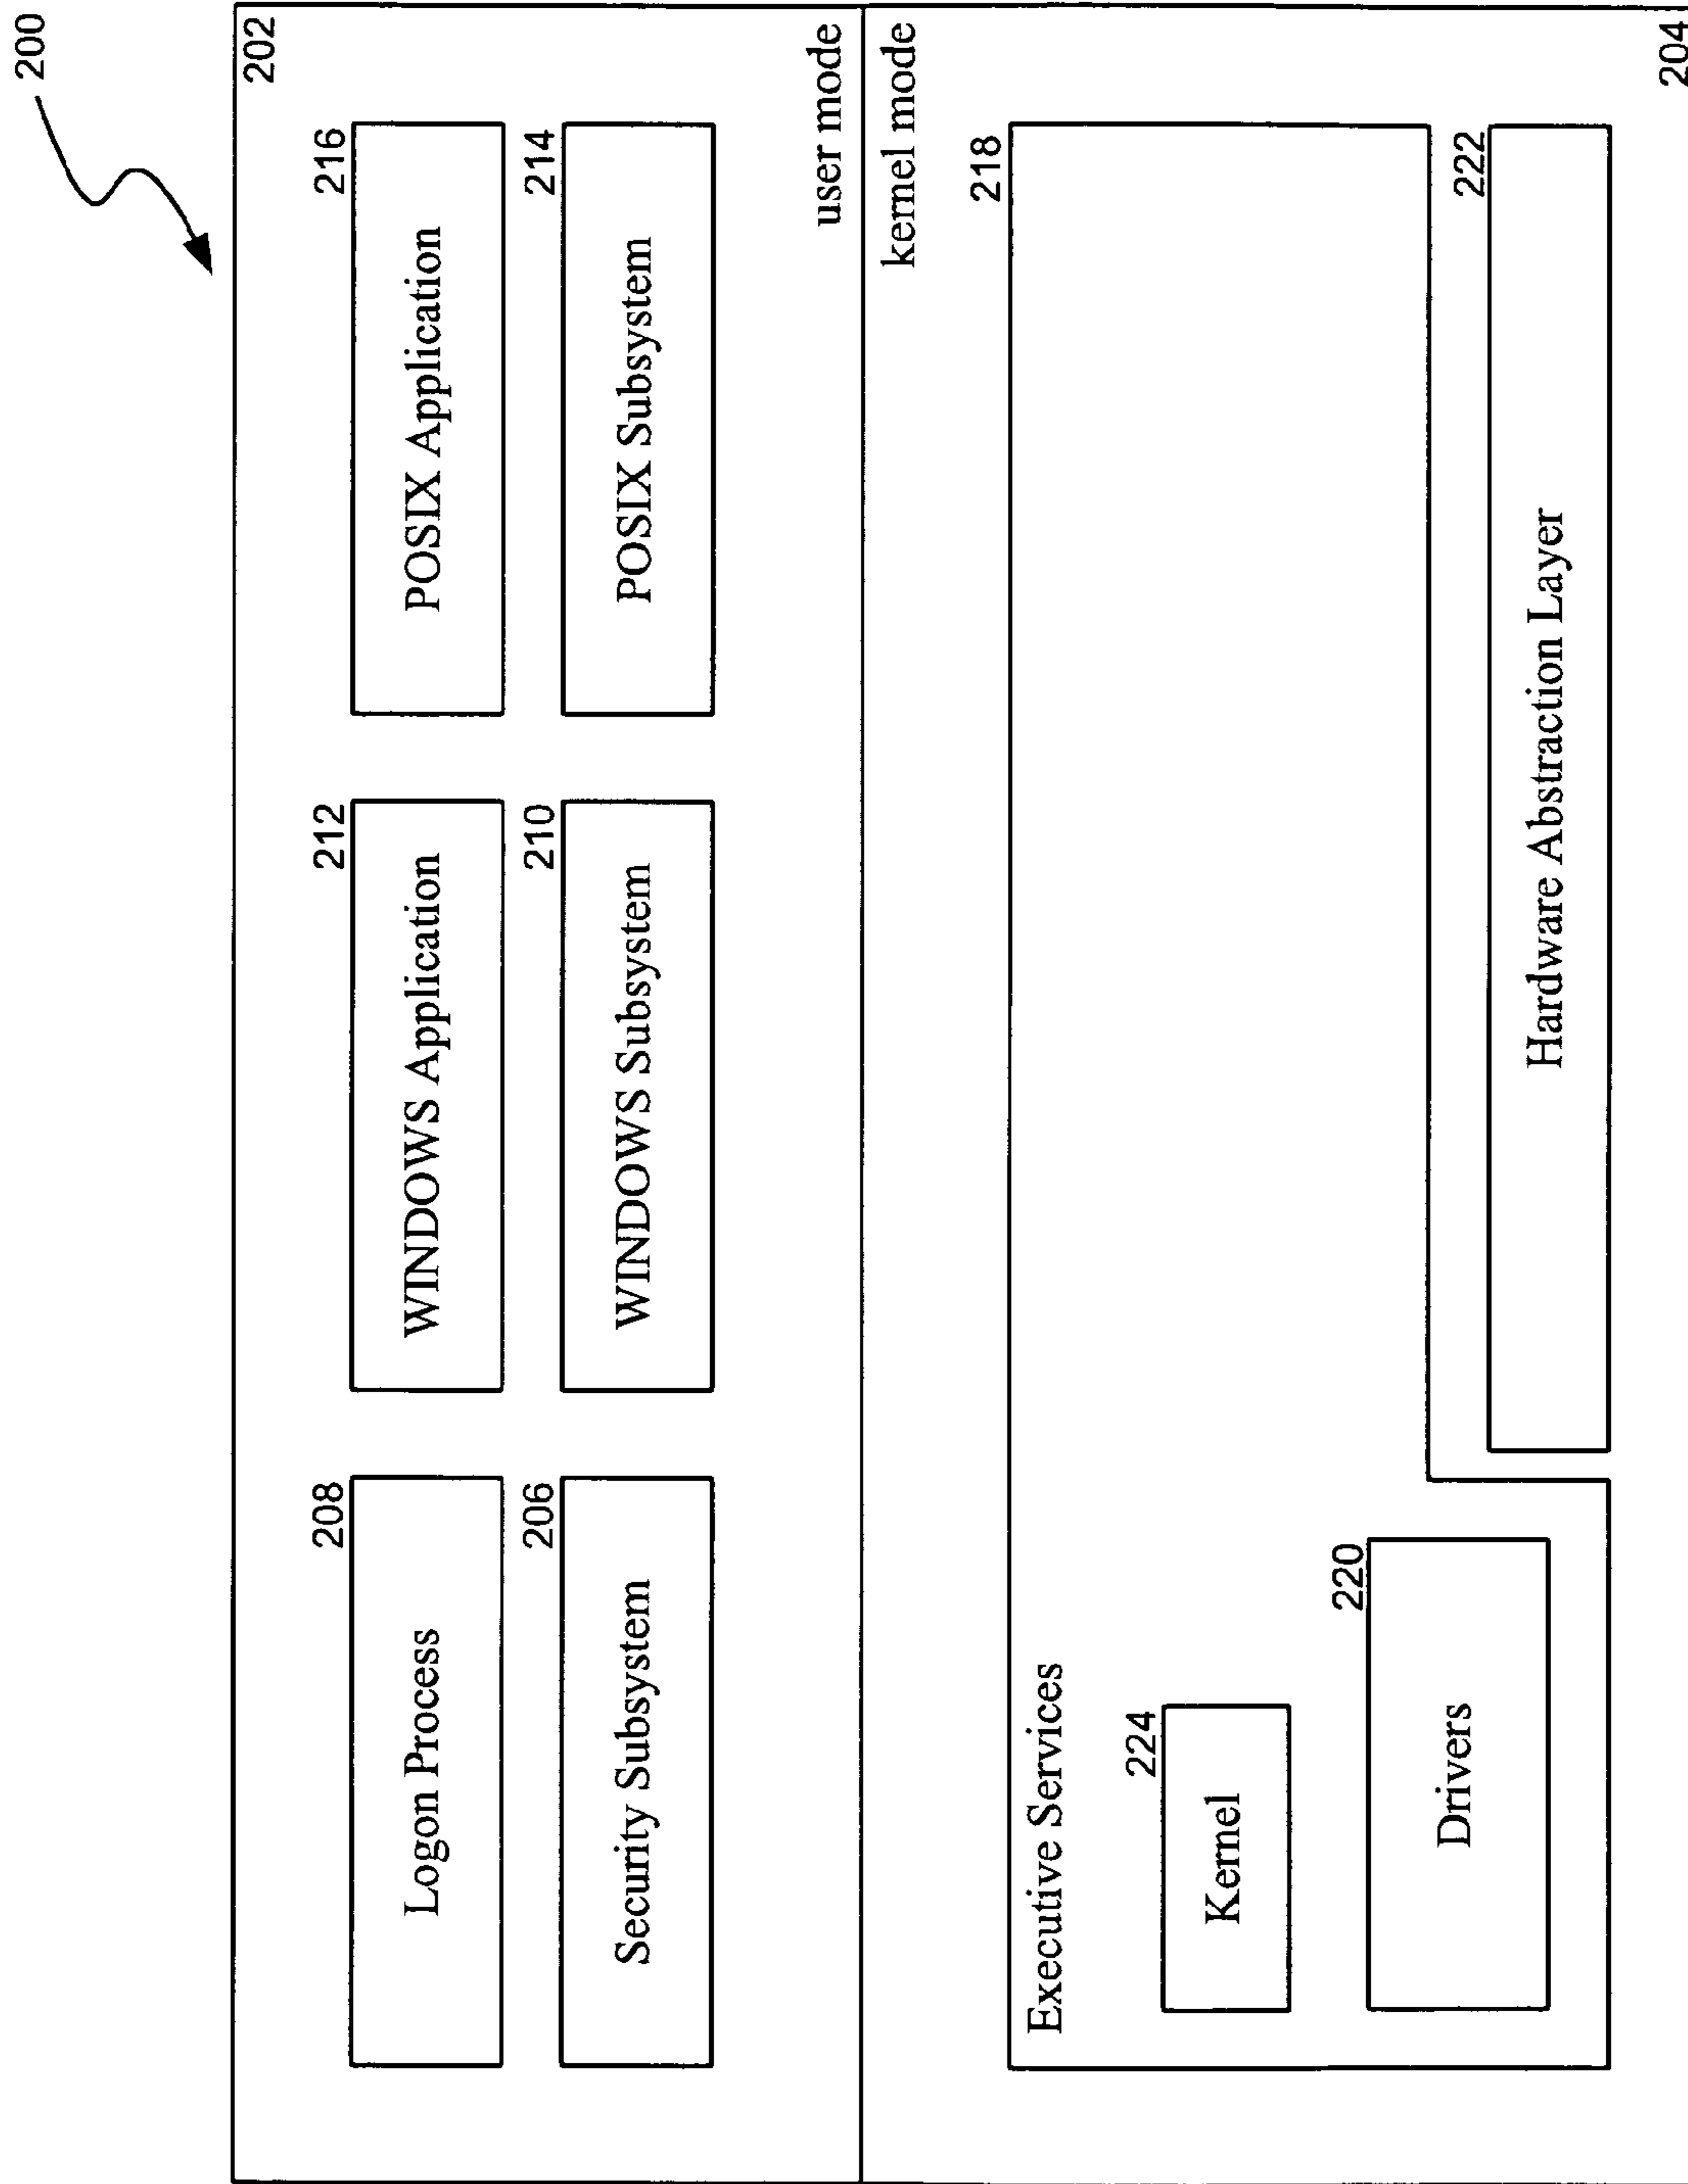 200
202
208
Logon Process
212
WINDOWS Application
216
POSIX Application
206
Security Subsystem
210
WINDOWS Subsystem
214
POSIX Subsystem
user mode
kernel mode
218
Executive Services
224
Kernel
220
Drivers
222
Hardware Abstraction Layer
204